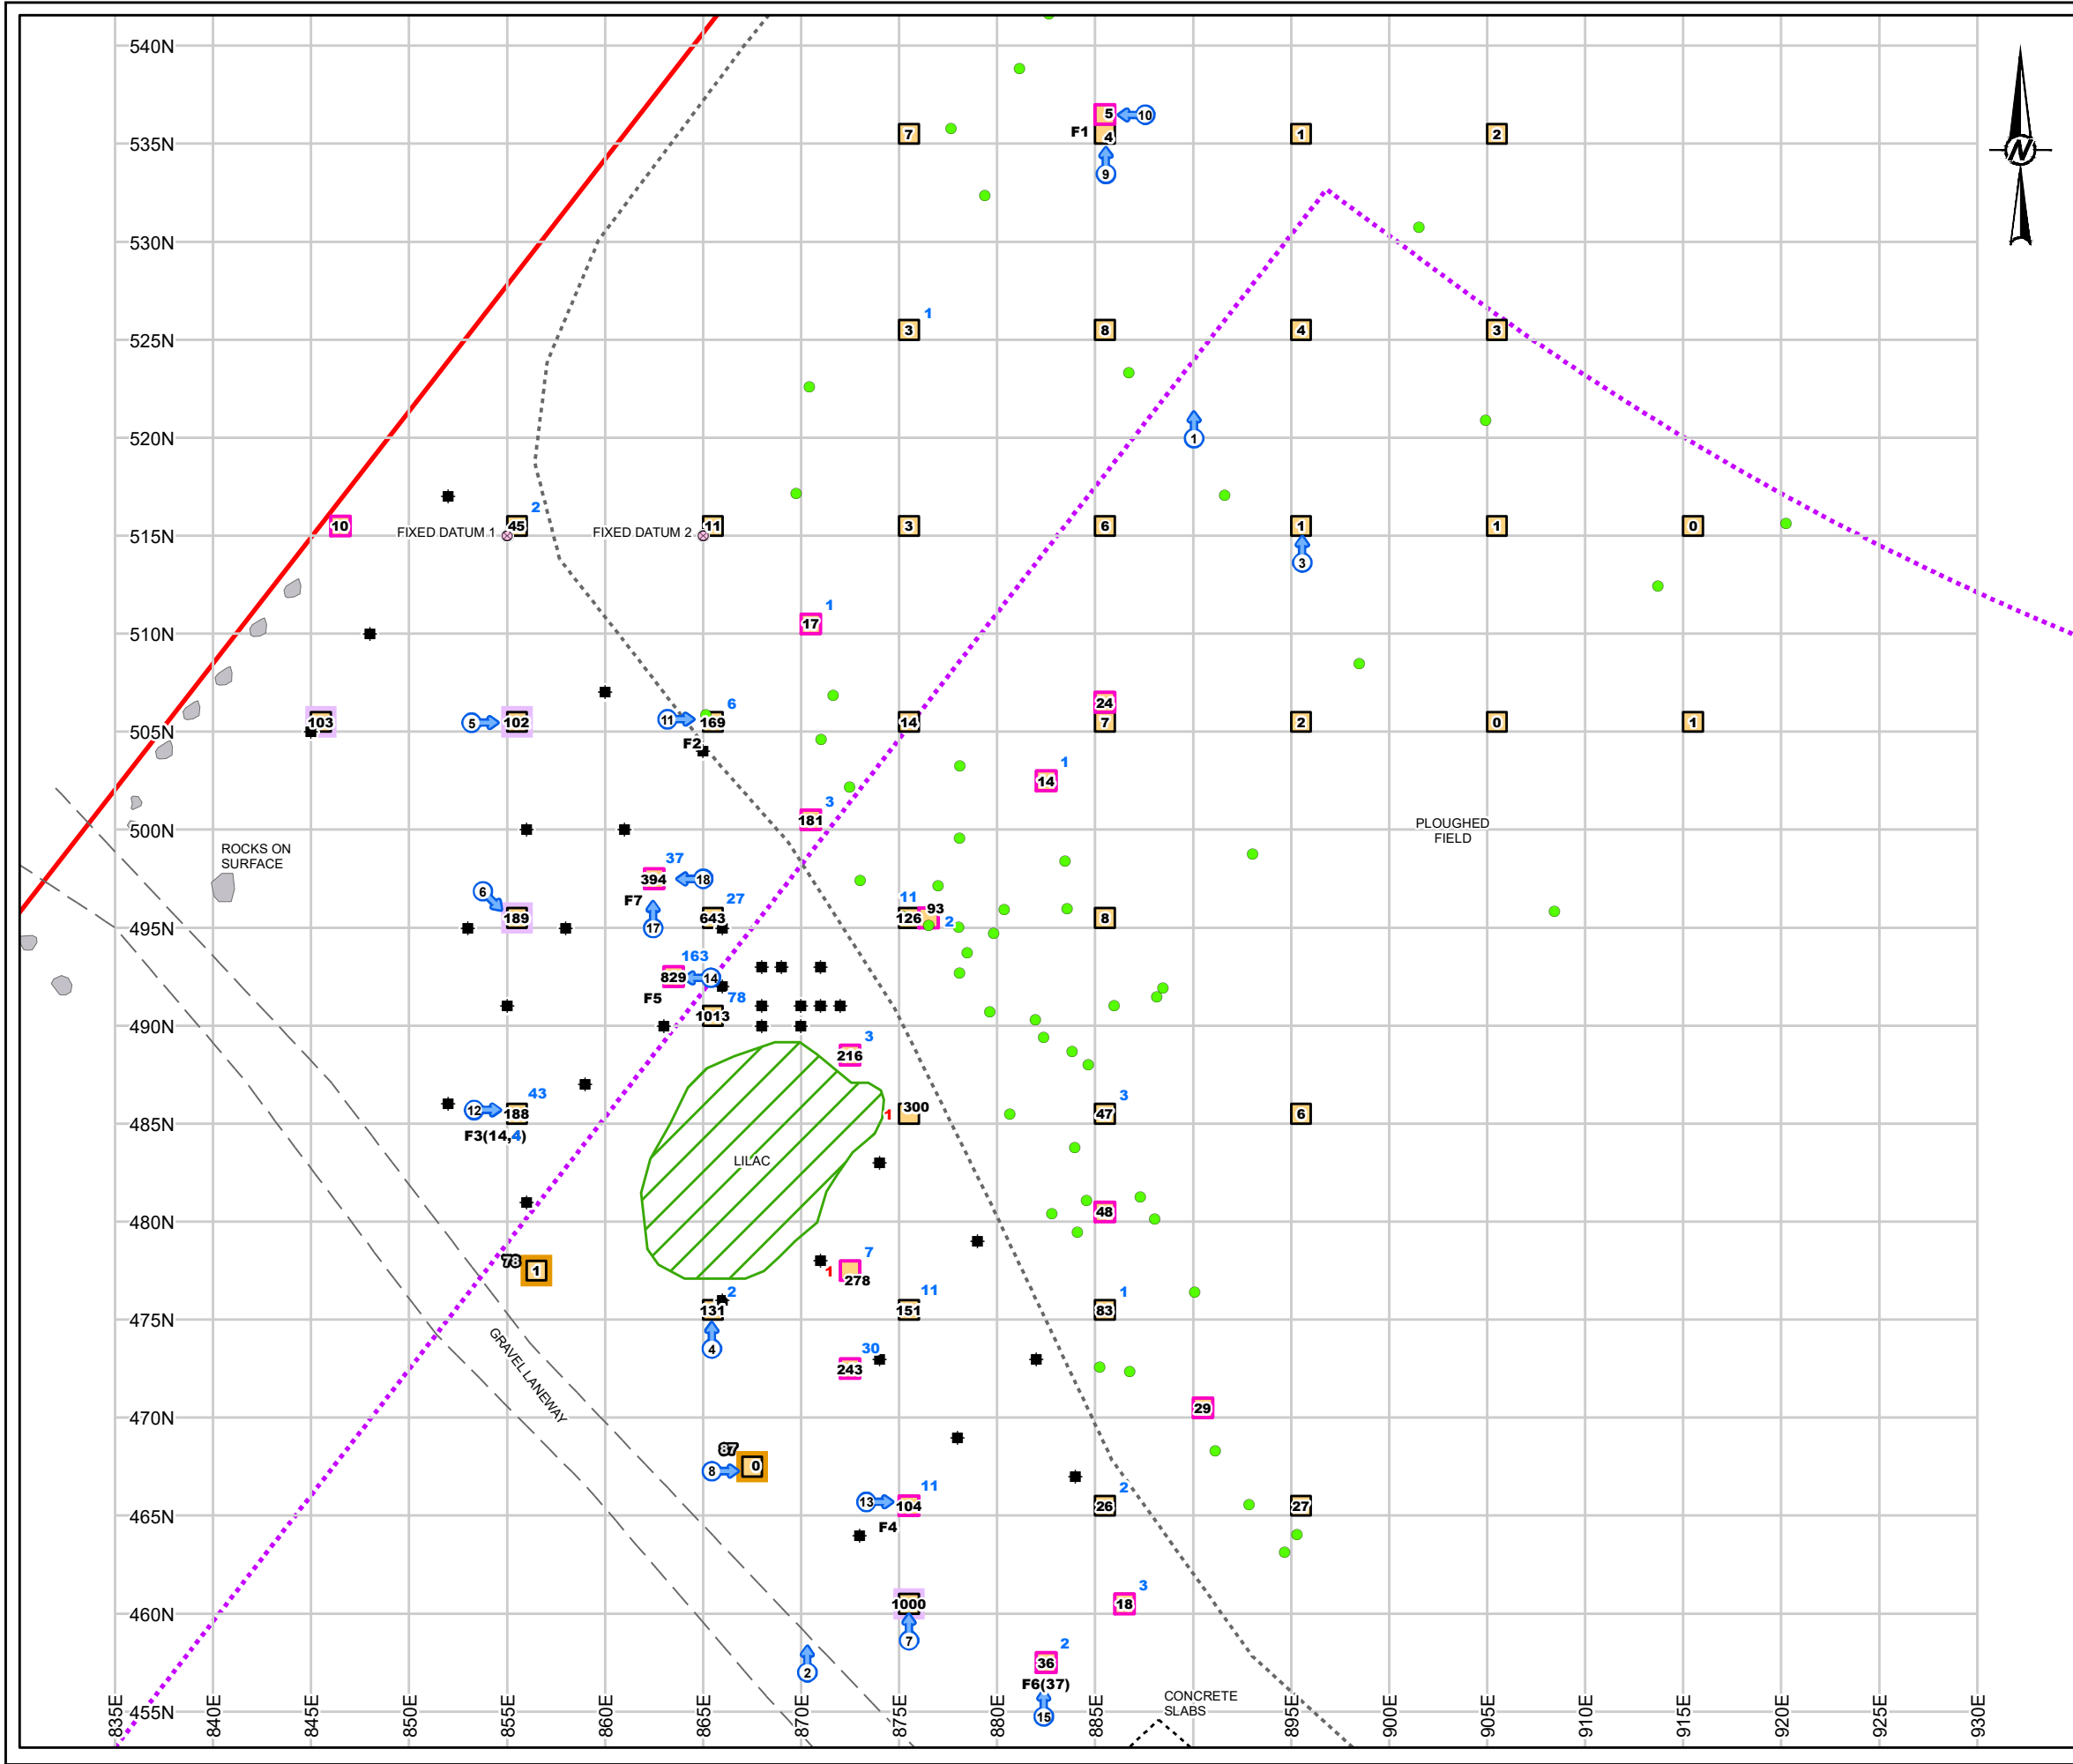 540N
N
5
10
7
F1
4
1
2
535N
9
530N
1
3
8
4
3
525N
520N
1
2
10
45
11
3
6
1
1
0
FIXED DATUM 1
FIXED DATUM 2
515N
3
1
510N
17
24
6
103
5
102
11
169
14
7
2
0
1
505N
F2
1
14
3
181
500N
PLOUGHED
FIELD
ROCKS ON
SURFACE
37
394
18
6
F7
27
11
93
189
643
126
2
8
495N
17
163
829
14
F5
78
1013
490N
3
216
43
3
12
188
1
300
47
6
485N
F3(14,4)
LILAC
48
480N
7
78
1
1
278
2
11
1
131
151
83
475N
4
GRAVEL LANEWAY
30
243
29
470N
87
8
0
11
2
13
104
26
27
465N
F4
3
1000
18
460N
7
2
2
36
F6(37)
15
CONCRETE
SLABS
455N
835E
840E
845E
850E
855E
860E
865E
870E
875E
880E
885E
895E
900E
905E
910E
915E
920E
925E
930E